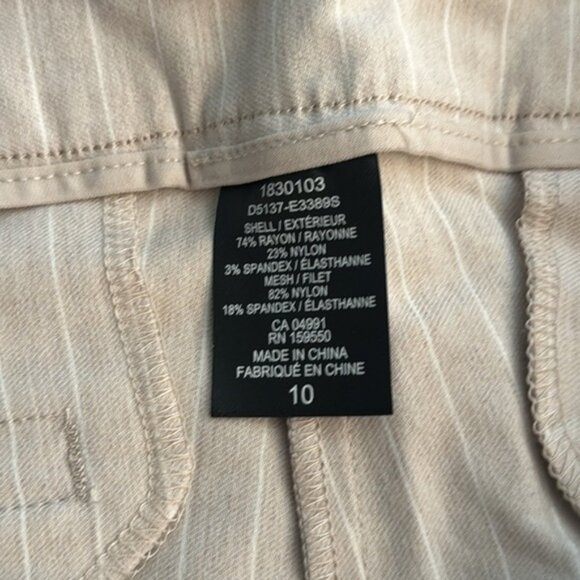 1830103
D5137-E3389S
SHELL / EXTÉRIEUR
74% RAYON / RAYONNE
23% NYLON
3% SPANDEX / ÉLASTHANNE
MESH / FILET
82% NYLON
18% SPANDEX / ÉLASTHANNE
CA 04991
RN 159550
MADE IN CHINA
FABRIQUÉ EN CHINE
10